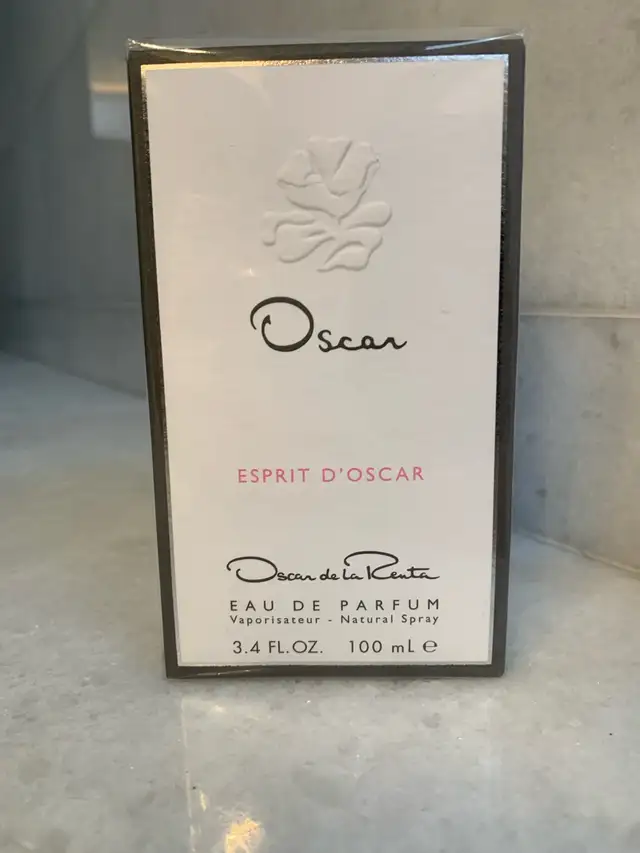 Oscar
ESPRIT D'OSCAR
Oscar de la Renta
EAU DE PARFUM
Vaporisateur - Natural Spray
3.4 FL.OZ. 100 mL ℮